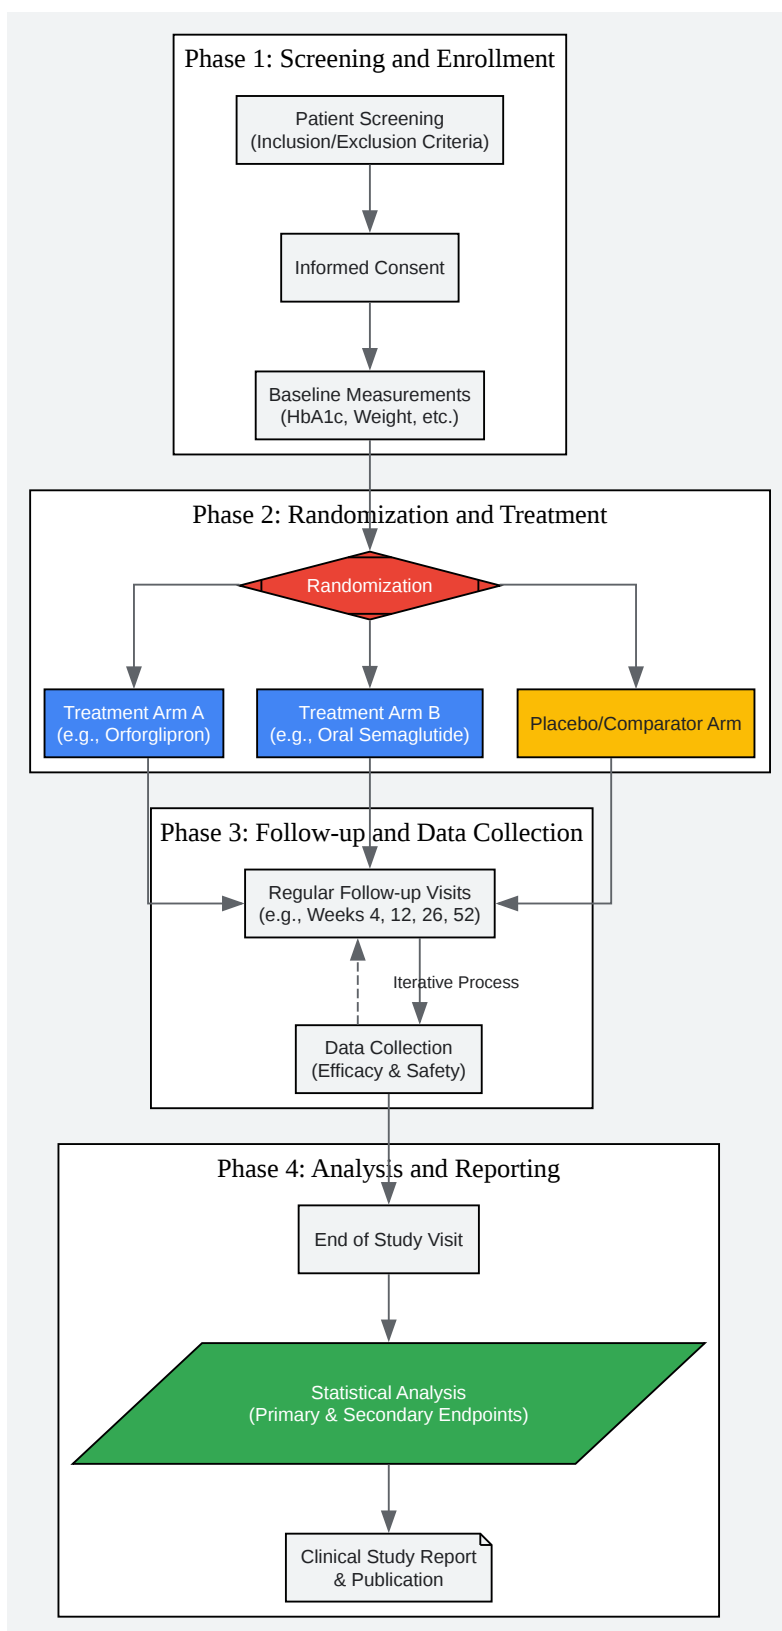 Phase 1: Screening and Enrollment
Patient Screening
(Inclusion/Exclusion Criteria)
Informed Consent
Baseline Measurements
(HbA1c, Weight, etc.)
Phase 2: Randomization and Treatment
Randomization
Treatment Arm A
(e.g., Orforglipron)
Treatment Arm B
(e.g., Oral Semaglutide)
Placebo/Comparator Arm
Phase 3: Follow-up and Data Collection
Regular Follow-up Visits
(e.g., Weeks 4, 12, 26, 52)
Iterative Process
Data Collection
(Efficacy & Safety)
Phase 4: Analysis and Reporting
End of Study Visit
Statistical Analysis
(Primary & Secondary Endpoints)
Clinical Study Report
& Publication